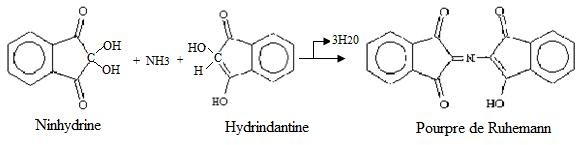 O O O
OH HO 3H20
C OH + NH3 + C N
H
O HO O HO
Ninhydrine Hydrindantine Pourpre de Ruhemann